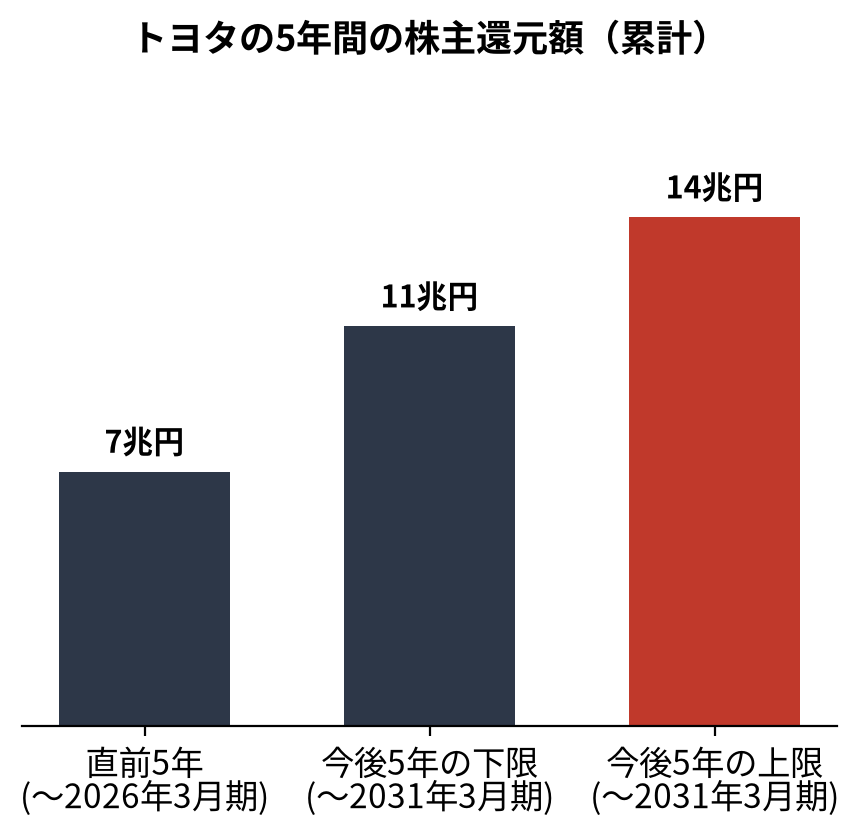 トヨタの5年間の株主還元額（累計）
14兆円
11兆円
7兆円
直前5年
(～2026年3月期)
今後5年の下限
(～2031年3月期)
今後5年の上限
(～2031年3月期)